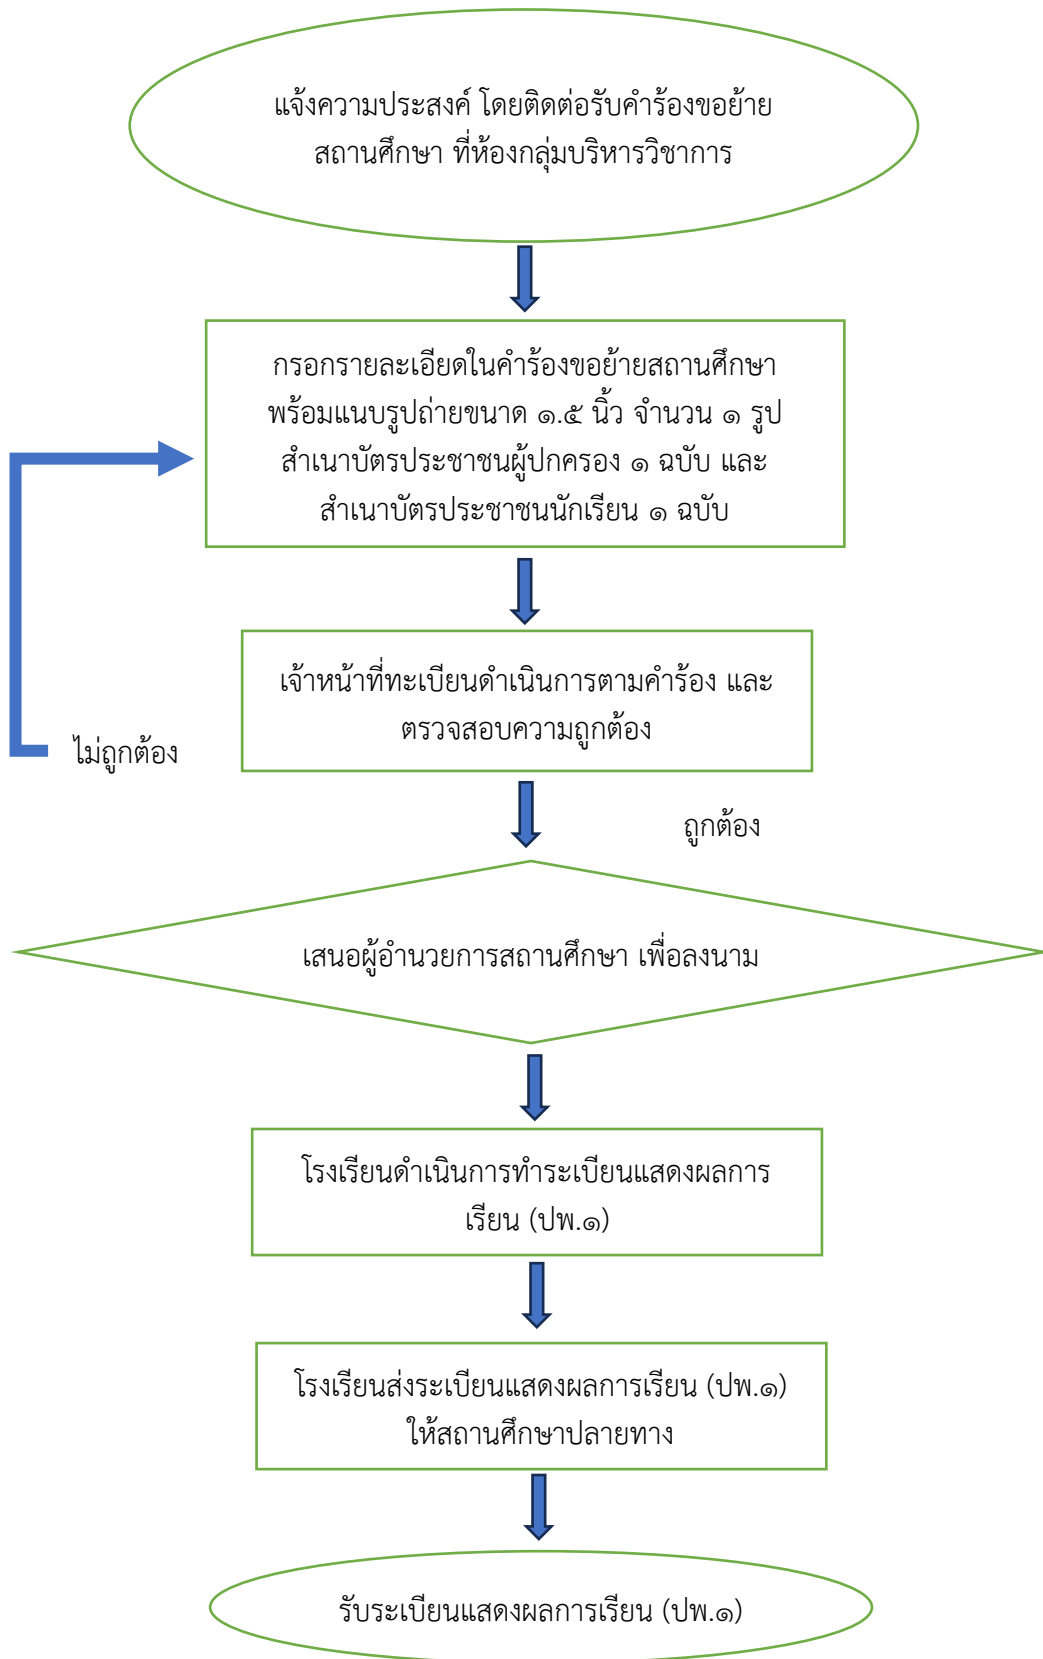 แจ้งความประสงค์ โดยติดต่อรับคำร้องขอย้าย
สถานศึกษา ที่ห้องกลุ่มบริหารวิชาการ
กรอกรายละเอียดในคำร้องขอย้ายสถานศึกษา
พร้อมแนบรูปถ่ายขนาด ๑.๕ นิ้ว จำนวน ๑ รูป
สำเนาบัตรประชาชนผู้ปกครอง ๑ ฉบับ และ
สำเนาบัตรประชาชนนักเรียน ๑ ฉบับ
เจ้าหน้าที่ทะเบียนดำเนินการตามคำร้อง และ
ตรวจสอบความถูกต้อง
ไม่ถูกต้อง
ถูกต้อง
เสนอผู้อำนวยการสถานศึกษา เพื่อลงนาม
โรงเรียนดำเนินการทำระเบียนแสดงผลการ
เรียน (ปพ.๑)
โรงเรียนส่งระเบียนแสดงผลการเรียน (ปพ.๑)
ให้สถานศึกษาปลายทาง
รับระเบียนแสดงผลการเรียน (ปพ.๑)